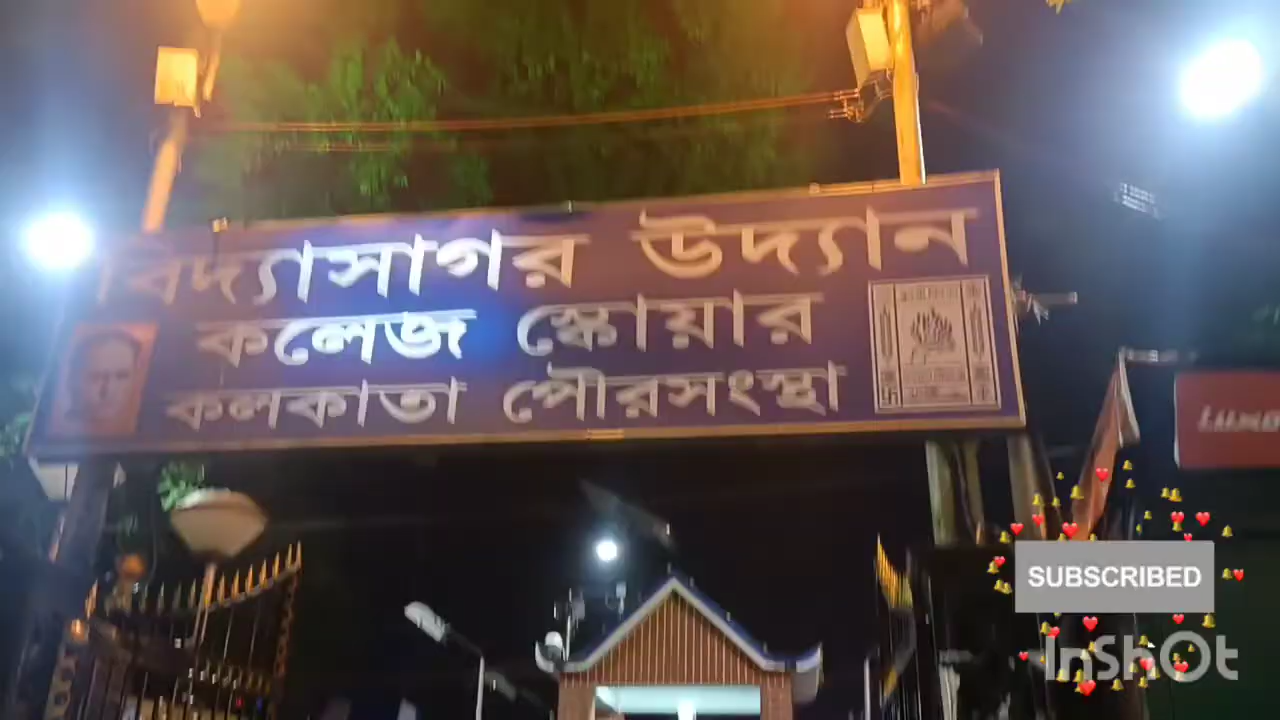 বিদ্যাসাগর উদ্যান
কলেজ স্কোয়ার
কলকাতা পৌরসংস্থা
SUBSCRIBED
InShOt